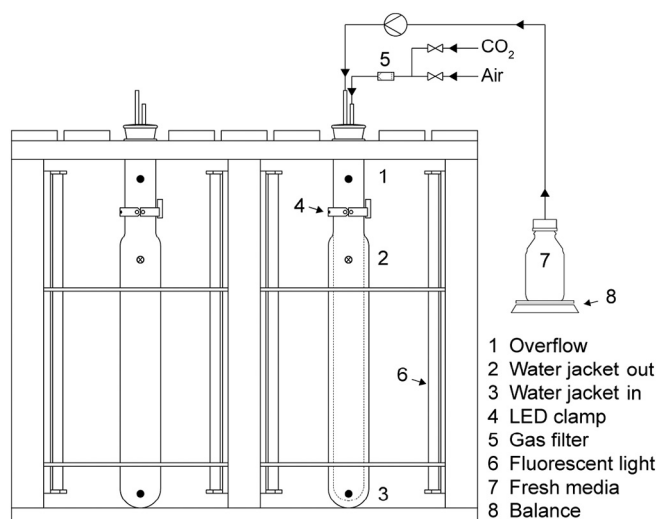 CO₂
5
Air
1
4
2
7
8
6
3
1 Overflow
2 Water jacket out
3 Water jacket in
4 LED clamp
5 Gas filter
6 Fluorescent light
7 Fresh media
8 Balance